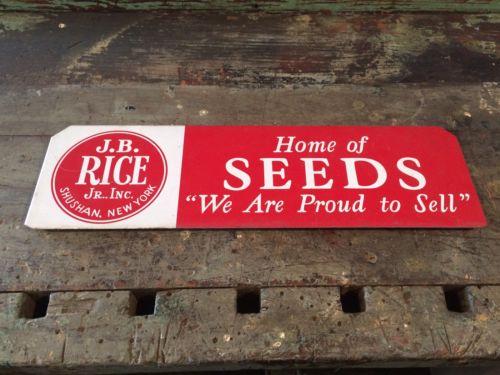 J.B.
RICE
JR., INC.
SHUSHAN, NEW YORK
Home of
SEEDS
"We Are Proud to Sell"